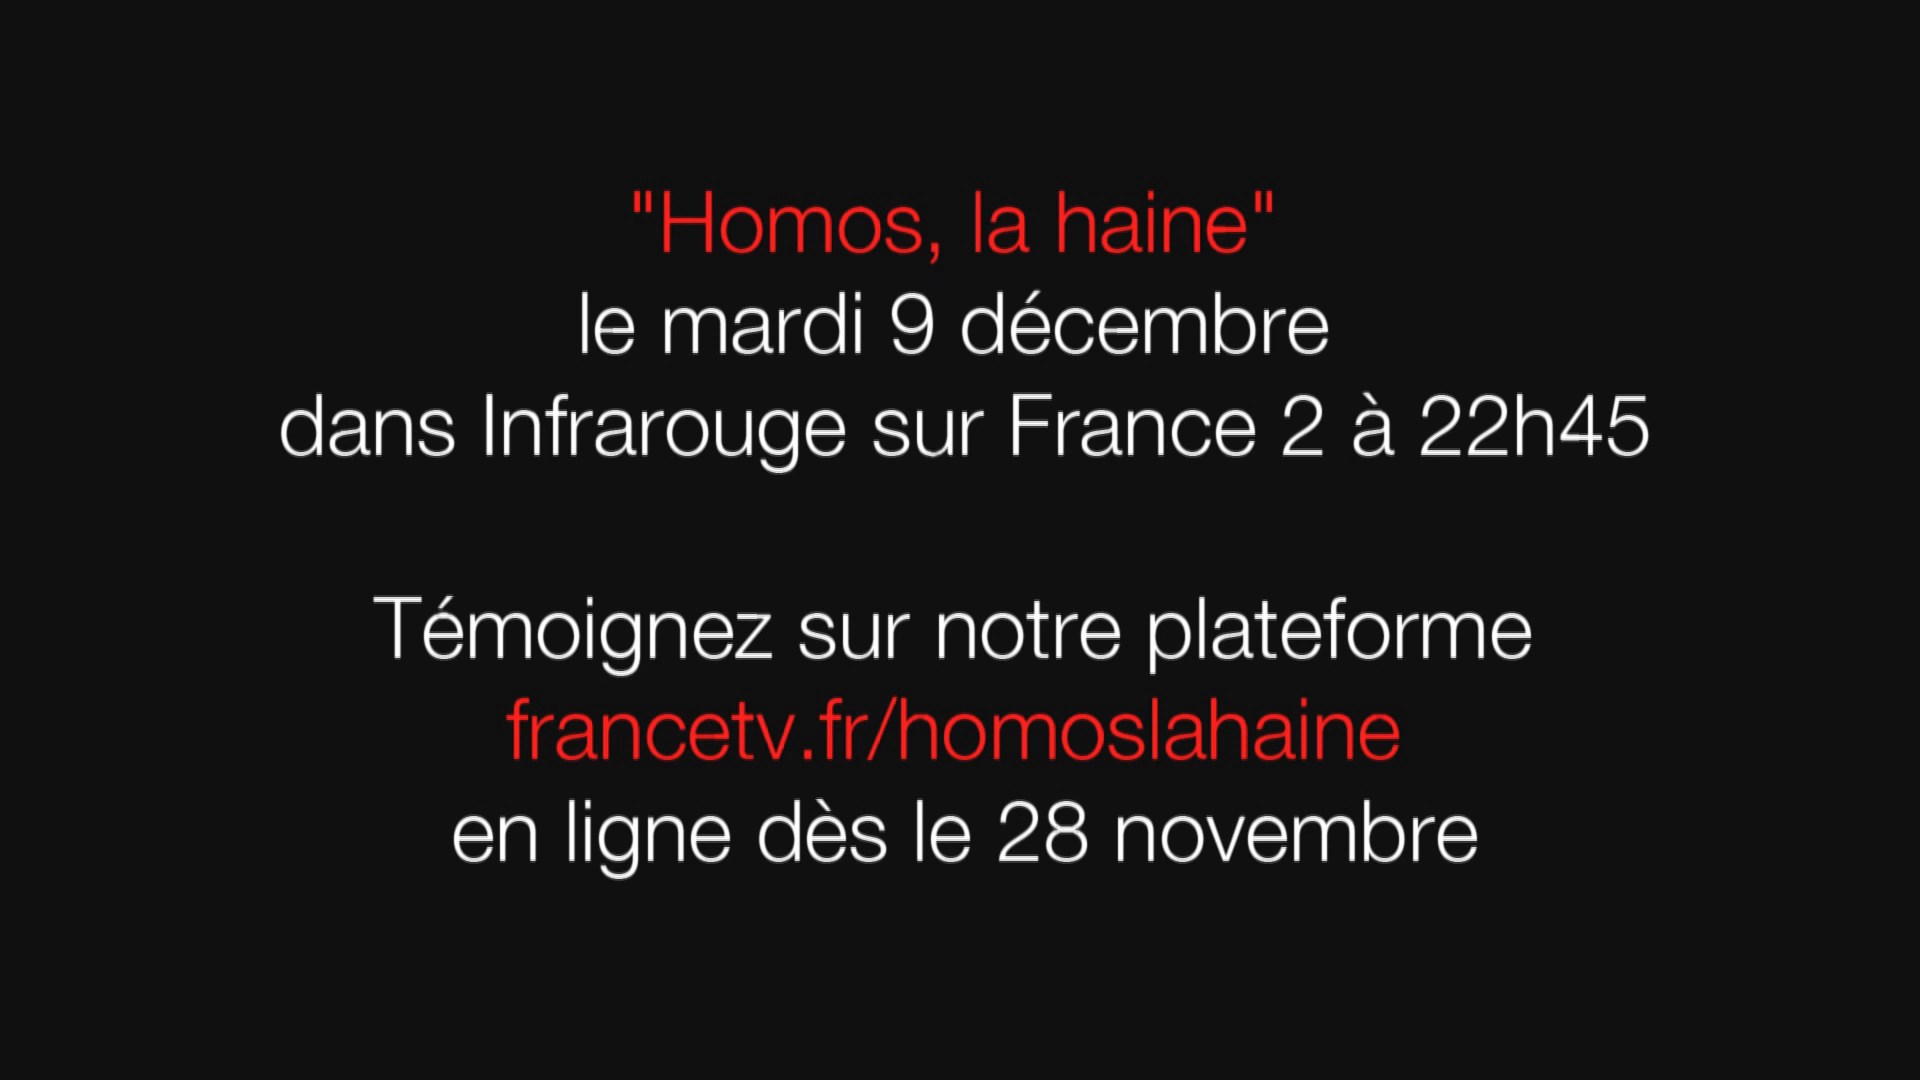 "Homos, la haine"
le mardi 9 décembre
dans Infrarouge sur France 2 à 22h45
Témoignez sur notre plateforme
francetv.fr/homoslahaine
en ligne dès le 28 novembre